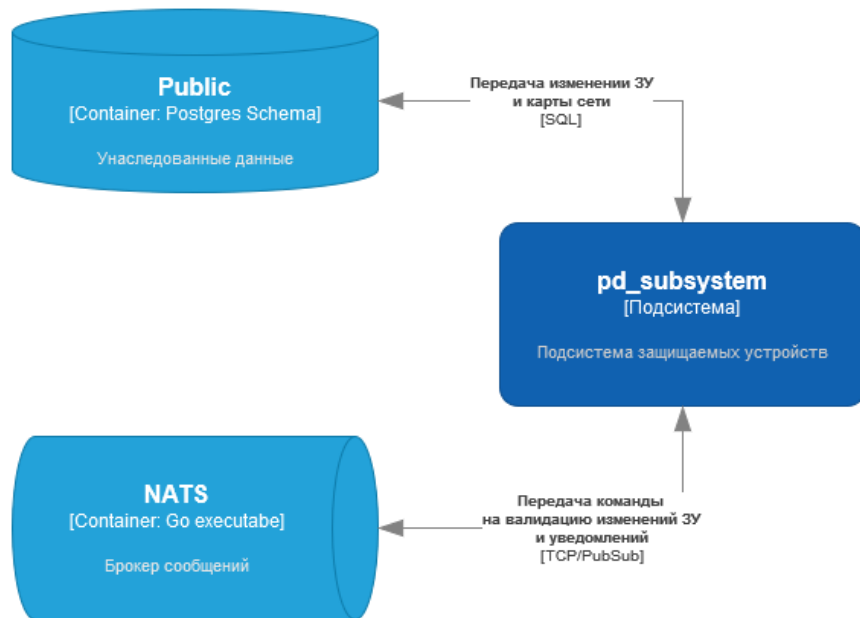 Public
[Container: Postgres Schema]
Унаследованные данные
Передача изменении ЗУ
и карты сети
[SQL]
pd_subsystem
[Подсистема]
Подсистема защищаемых устройств
NATS
[Container: Go executabe]
Брокер сообщений
Передача команды
на валидацию изменений ЗУ
и уведомлений
[TCP/PubSub]